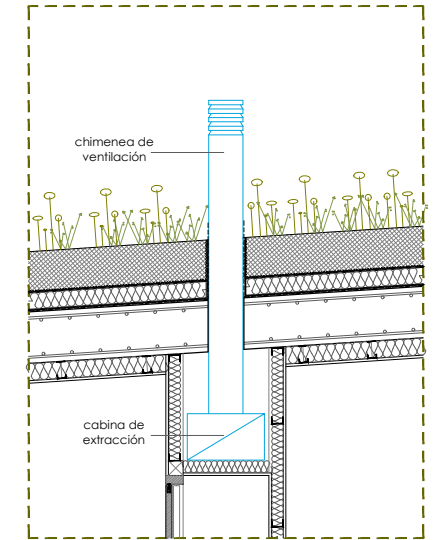 chimenea de
ventilación
cabina de
extracción